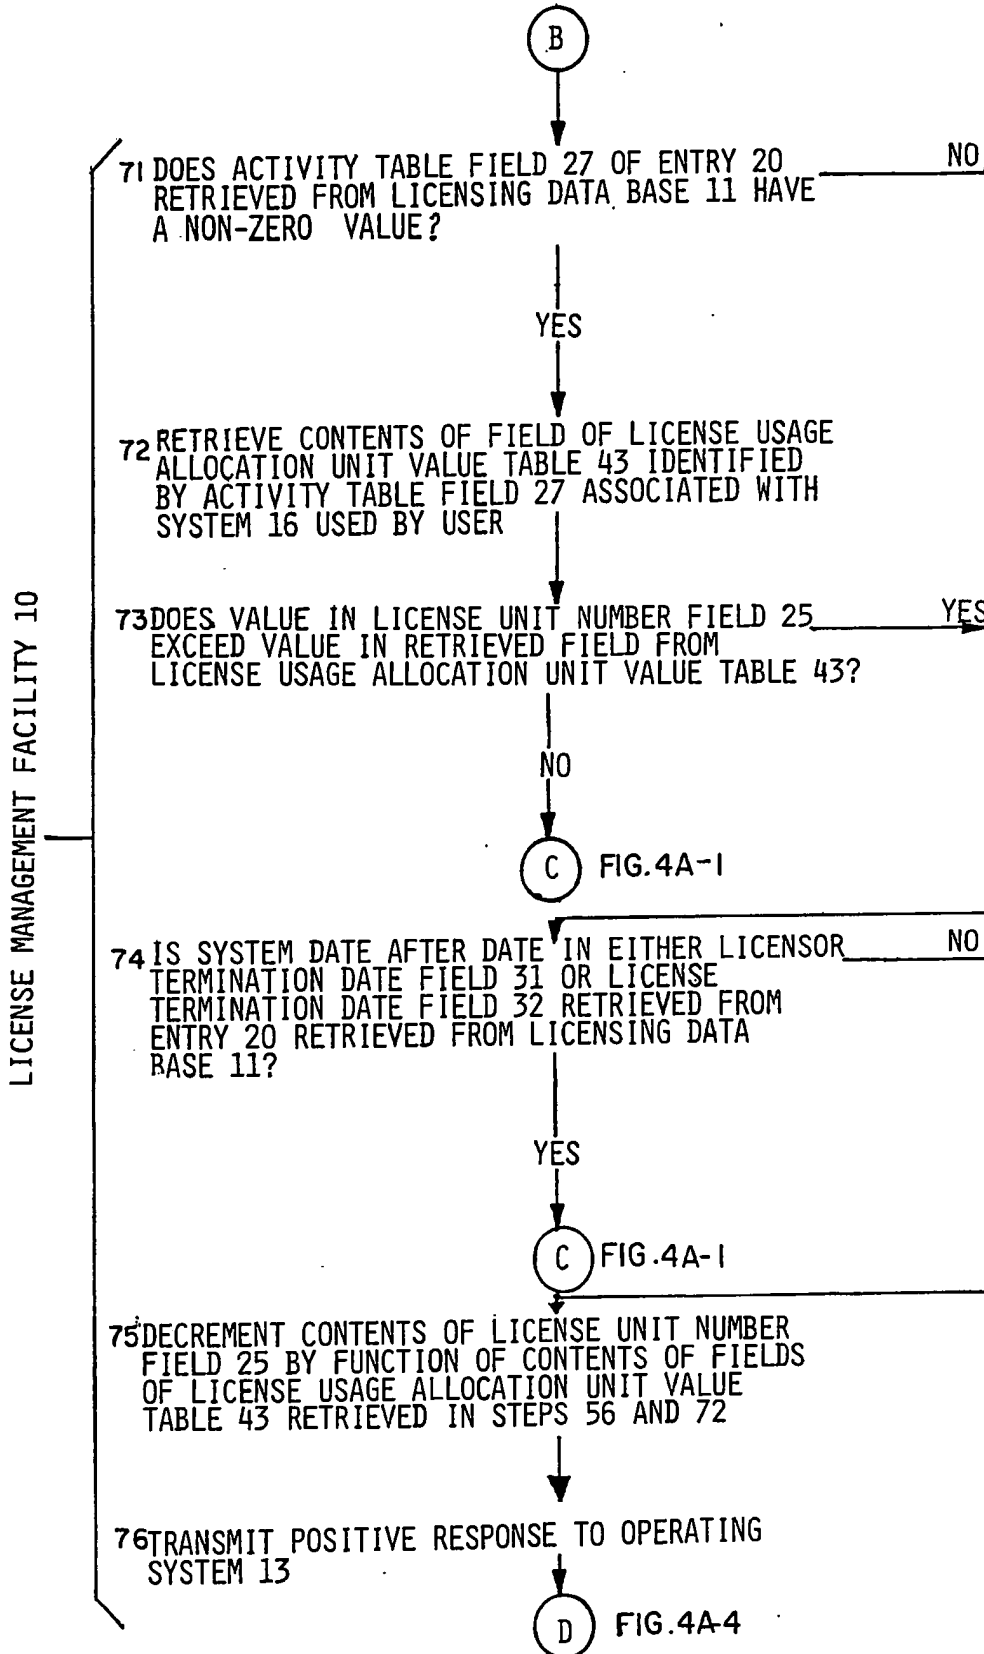 B
71 DOES ACTIVITY TABLE FIELD 27 OF ENTRY 20 NO
RETRIEVED FROM LICENSING DATA BASE 11 HAVE
A NON-ZERO VALUE?
YES
72 RETRIEVE CONTENTS OF FIELD OF LICENSE USAGE
ALLOCATION UNIT VALUE TABLE 43 IDENTIFIED
BY ACTIVITY TABLE FIELD 27 ASSOCIATED WITH
SYSTEM 16 USED BY USER
LICENSE MANAGEMENT FACILITY 10
73 DOES VALUE IN LICENSE UNIT NUMBER FIELD 25 YES
EXCEED VALUE IN RETRIEVED FIELD FROM
LICENSE USAGE ALLOCATION UNIT VALUE TABLE 43?
NO
C FIG.4A-1
74 IS SYSTEM DATE AFTER DATE IN EITHER LICENSOR NO
TERMINATION DATE FIELD 31 OR LICENSE
TERMINATION DATE FIELD 32 RETRIEVED FROM
ENTRY 20 RETRIEVED FROM LICENSING DATA
BASE 11?
YES
C FIG.4A-1
75 DECREMENT CONTENTS OF LICENSE UNIT NUMBER
FIELD 25 BY FUNCTION OF CONTENTS OF FIELDS
OF LICENSE USAGE ALLOCATION UNIT VALUE
TABLE 43 RETRIEVED IN STEPS 56 AND 72
76 TRANSMIT POSITIVE RESPONSE TO OPERATING
SYSTEM 13
D FIG.4A-4